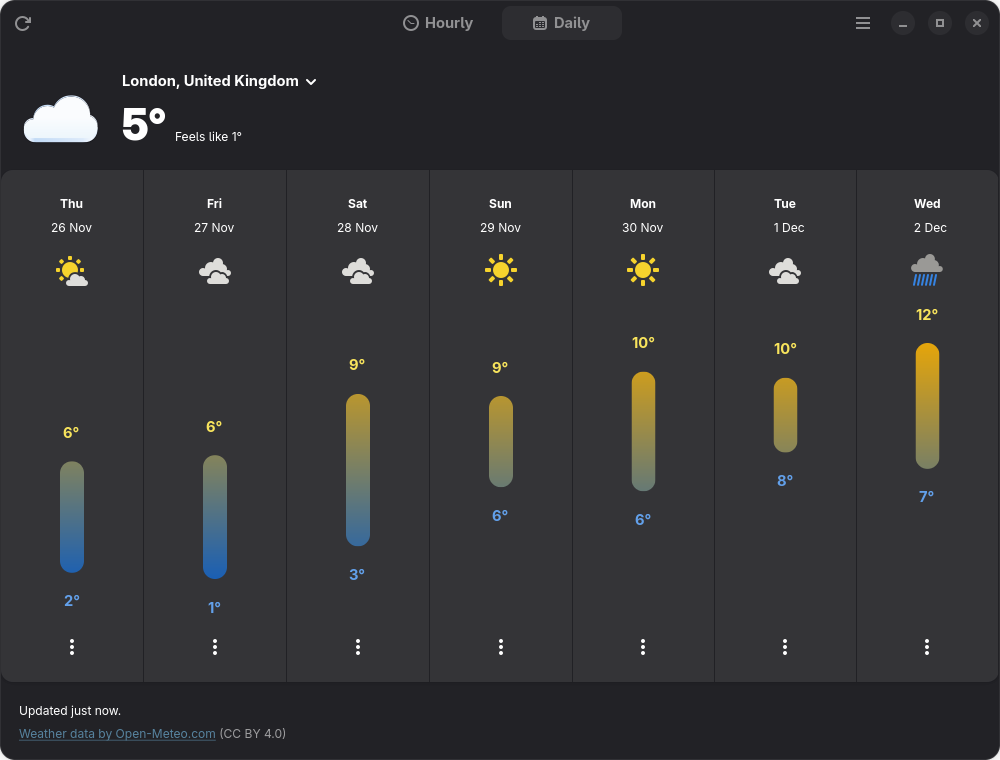 Hourly
Daily
London, United Kingdom
5°
Feels like 1°
Thu
26 Nov
6°
2°
Fri
27 Nov
6°
1°
Sat
28 Nov
9°
3°
Sun
29 Nov
9°
6°
Mon
30 Nov
10°
6°
Tue
1 Dec
10°
8°
Wed
2 Dec
12°
7°
Updated just now.
Weather data by Open-Meteo.com (CC BY 4.0)